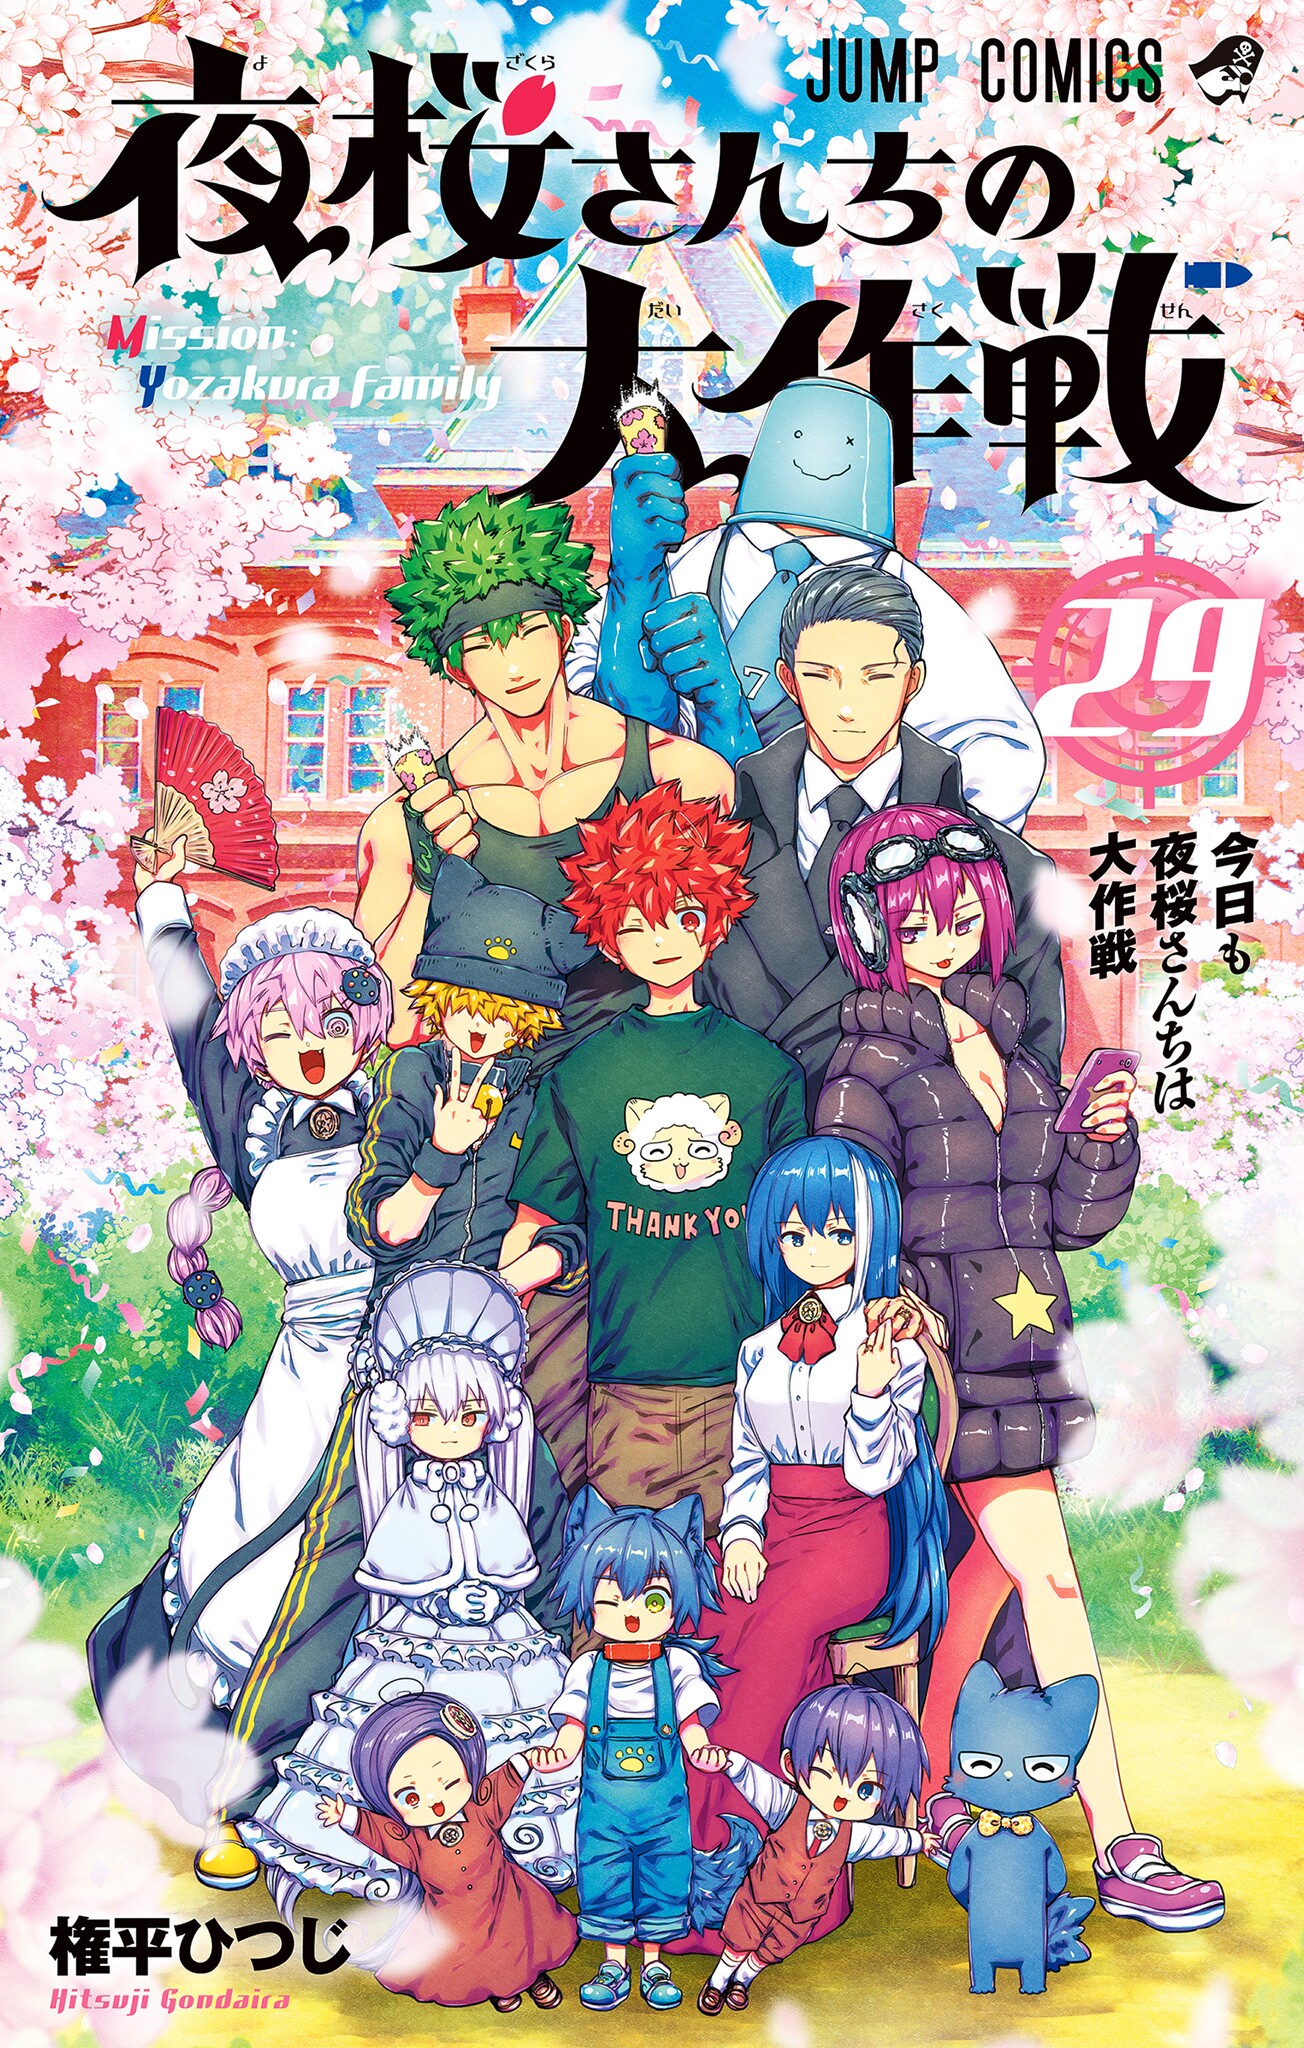 JUMP COMICS
よざくら
夜桜さんちの
だいさくせん
大作戦
Mission:
Yozakura Family
29
今日も
夜桜さんちは
大作戦
7
THANK YOU
権平ひつじ
Hitsuji Gondaira